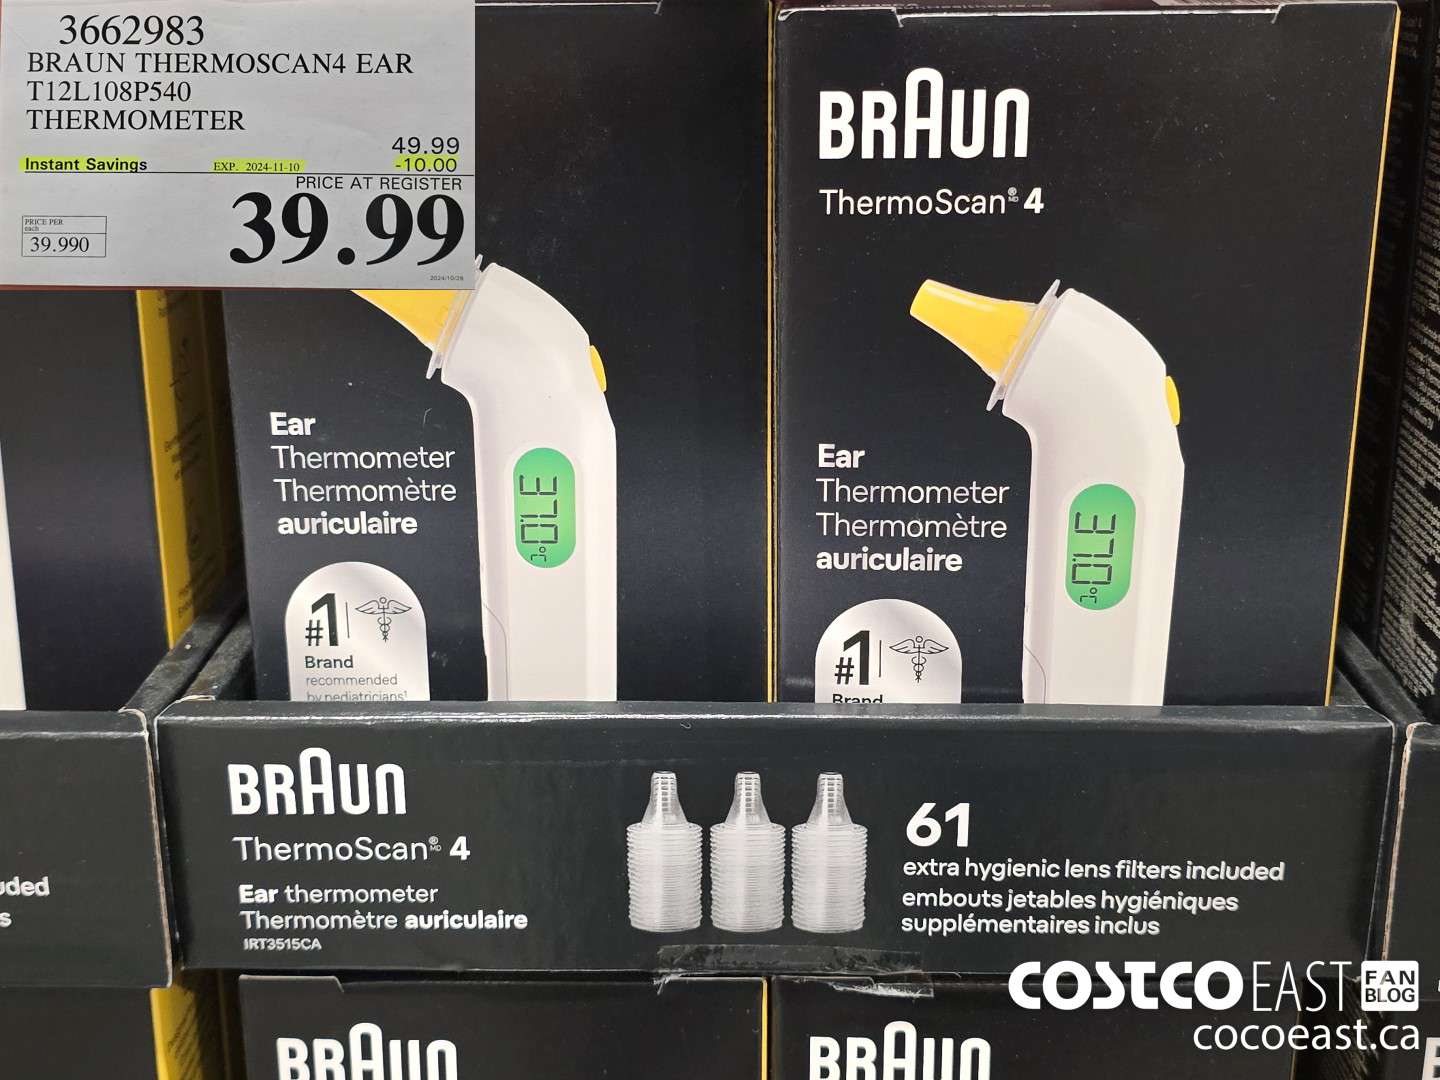 3662983
BRAUN THERMOSCAN4 EAR
T12L108P540
THERMOMETER
49.99
Instant Savings EXP. 2024-11-10 -10.00
PRICE AT REGISTER
39.99
PRICE PER
each
39.990
2024/10/28
BRAUN
ThermoScan® MD 4
Ear
Thermometer
Thermomètre
auriculaire
37.0
°C
#1
Brand
recommended
by pediatricians¹
Ear
Thermometer
Thermomètre
auriculaire
37.0
°C
#1
Brand
BRAUN
ThermoScan® MD 4
Ear thermometer
Thermomètre auriculaire
IRT3515CA
61
extra hygienic lens filters included
embouts jetables hygiéniques
supplémentaires inclus
BRAUN
BRAUN
COSTCO EAST FAN BLOG
cocoeast.ca